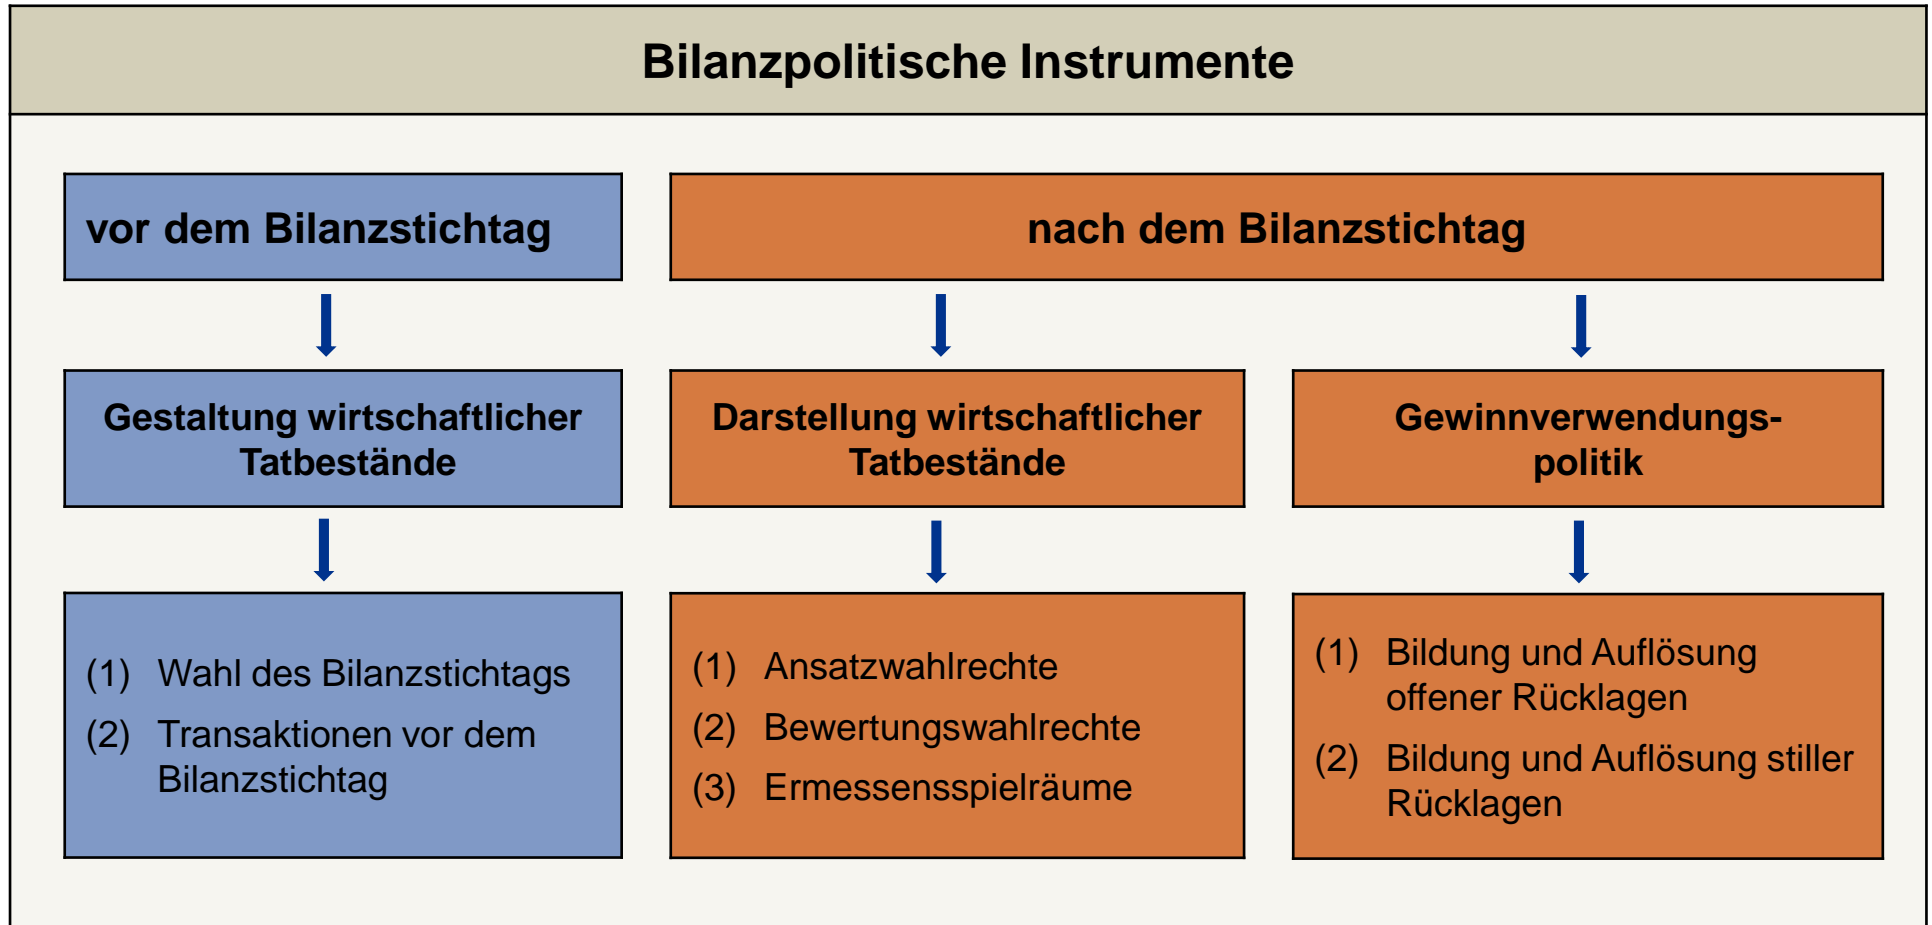 Bilanzpolitische Instrumente
vor dem Bilanzstichtag
nach dem Bilanzstichtag
Gestaltung wirtschaftlicher
Tatbestände
Darstellung wirtschaftlicher
Tatbestände
Gewinnverwendungs-
politik
(1) Wahl des Bilanzstichtags
(2) Transaktionen vor dem
Bilanzstichtag
(1) Ansatzwahlrechte
(2) Bewertungswahlrechte
(3) Ermessensspielräume
(1) Bildung und Auflösung
offener Rücklagen
(2) Bildung und Auflösung stiller
Rücklagen